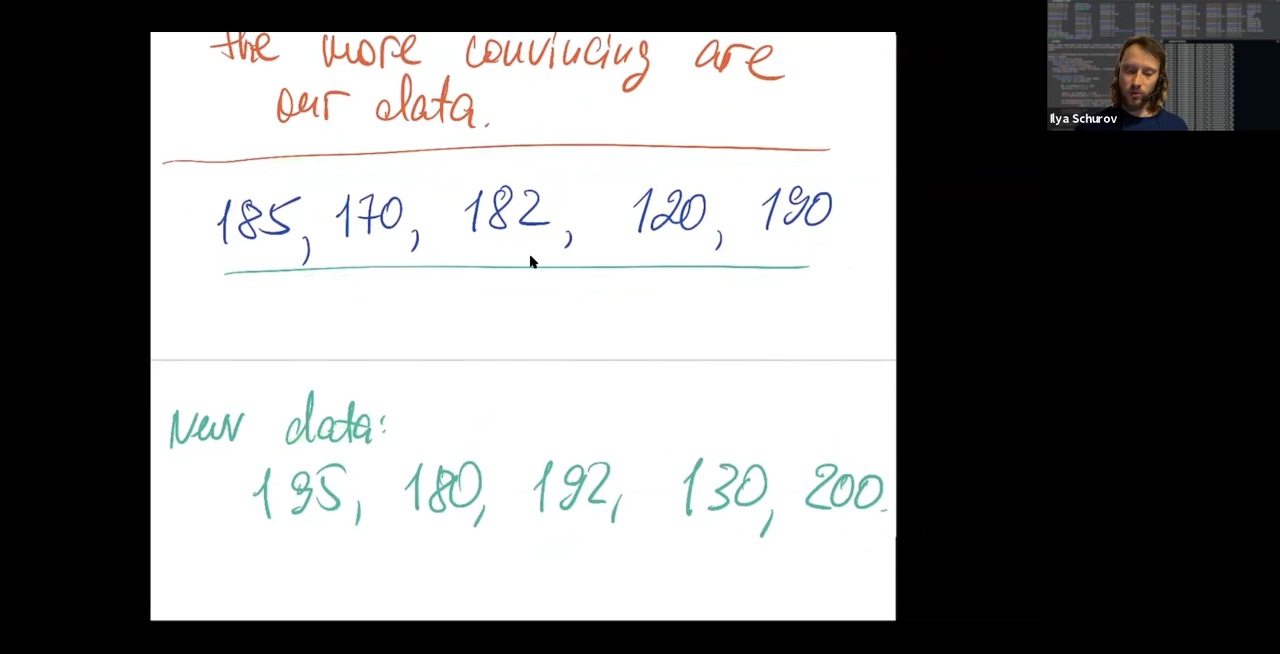 the more convincing are
our data.
185, 170, 182, 120, 190
New data:
195, 180, 192, 130, 200.
Ilya Schurov